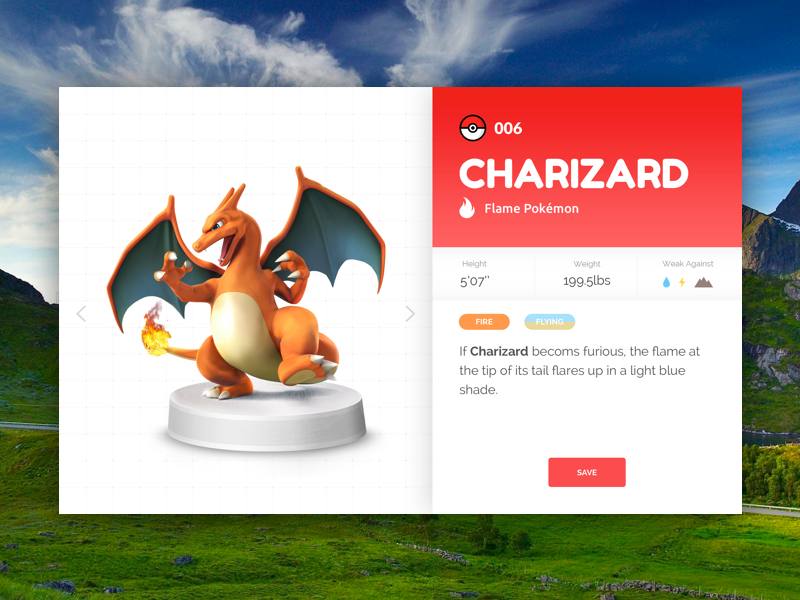 006
CHARIZARD
Flame Pokémon
Height
Weight
Weak Against
5'07''
199.5lbs
FIRE
FLYING
If Charizard becoms furious, the flame at
the tip of its tail flares up in a light blue
shade.
SAVE